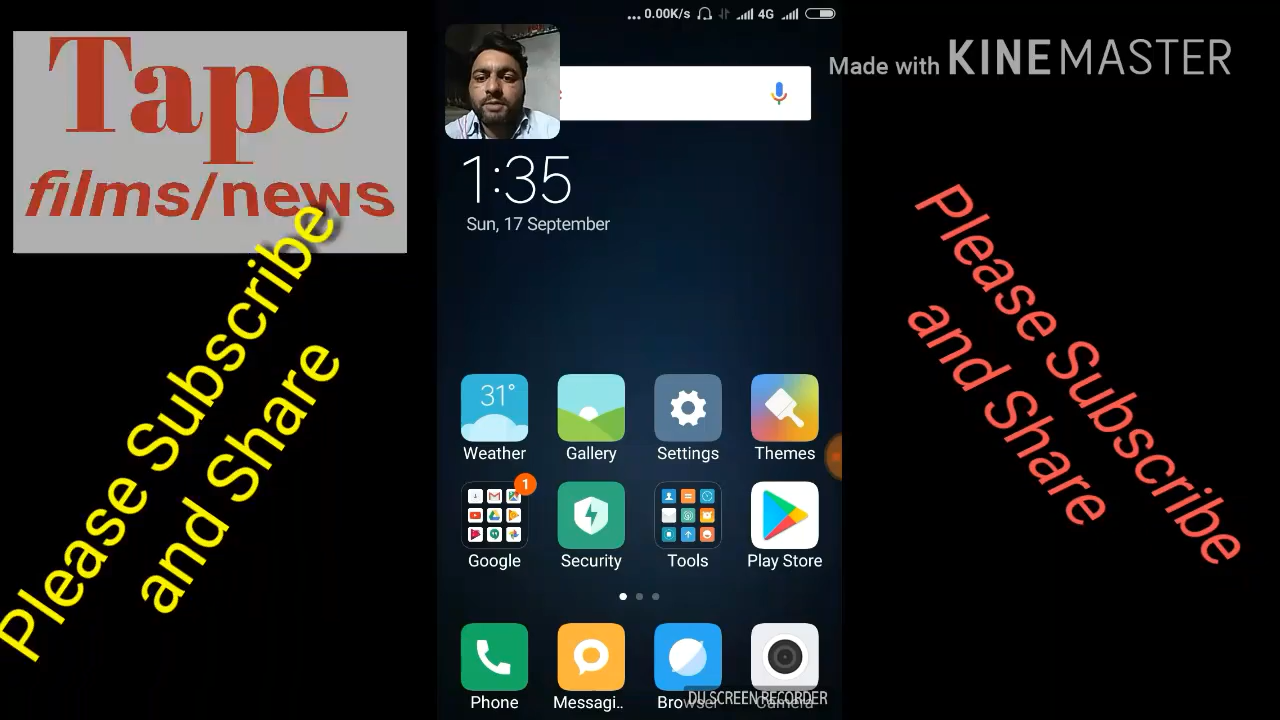 Tape
films/news
Please Subscribe
and Share
... 0.00K/s 4G
1:35
Sun, 17 September
31°
Weather
Gallery
Settings
Themes
1
Google
Security
Tools
Play Store
Phone
Messagi..
Browser
Camera
DU SCREEN RECORDER
Made with KINEMASTER
Please Subscribe
and Share